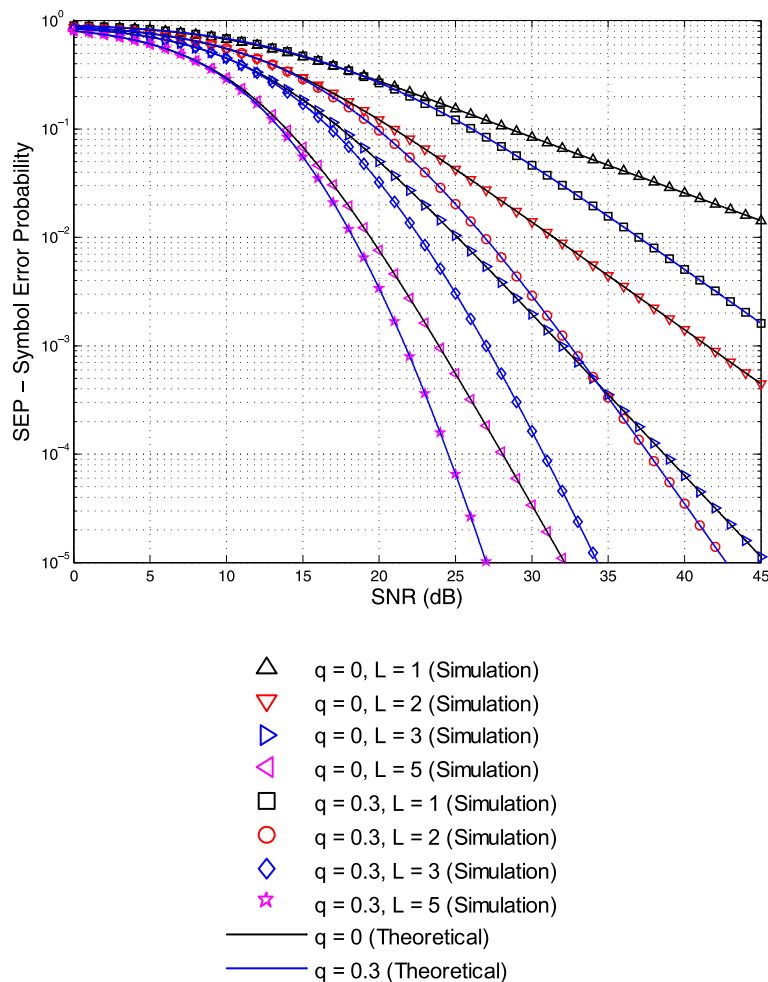 SEP − Symbol Error Probability
10⁰
10⁻¹
10⁻²
10⁻³
10⁻⁴
10⁻⁵
0 5 10 15 20 25 30 35 40 45
SNR (dB)
q = 0, L = 1 (Simulation)
q = 0, L = 2 (Simulation)
q = 0, L = 3 (Simulation)
q = 0, L = 5 (Simulation)
q = 0.3, L = 1 (Simulation)
q = 0.3, L = 2 (Simulation)
q = 0.3, L = 3 (Simulation)
q = 0.3, L = 5 (Simulation)
q = 0 (Theoretical)
q = 0.3 (Theoretical)